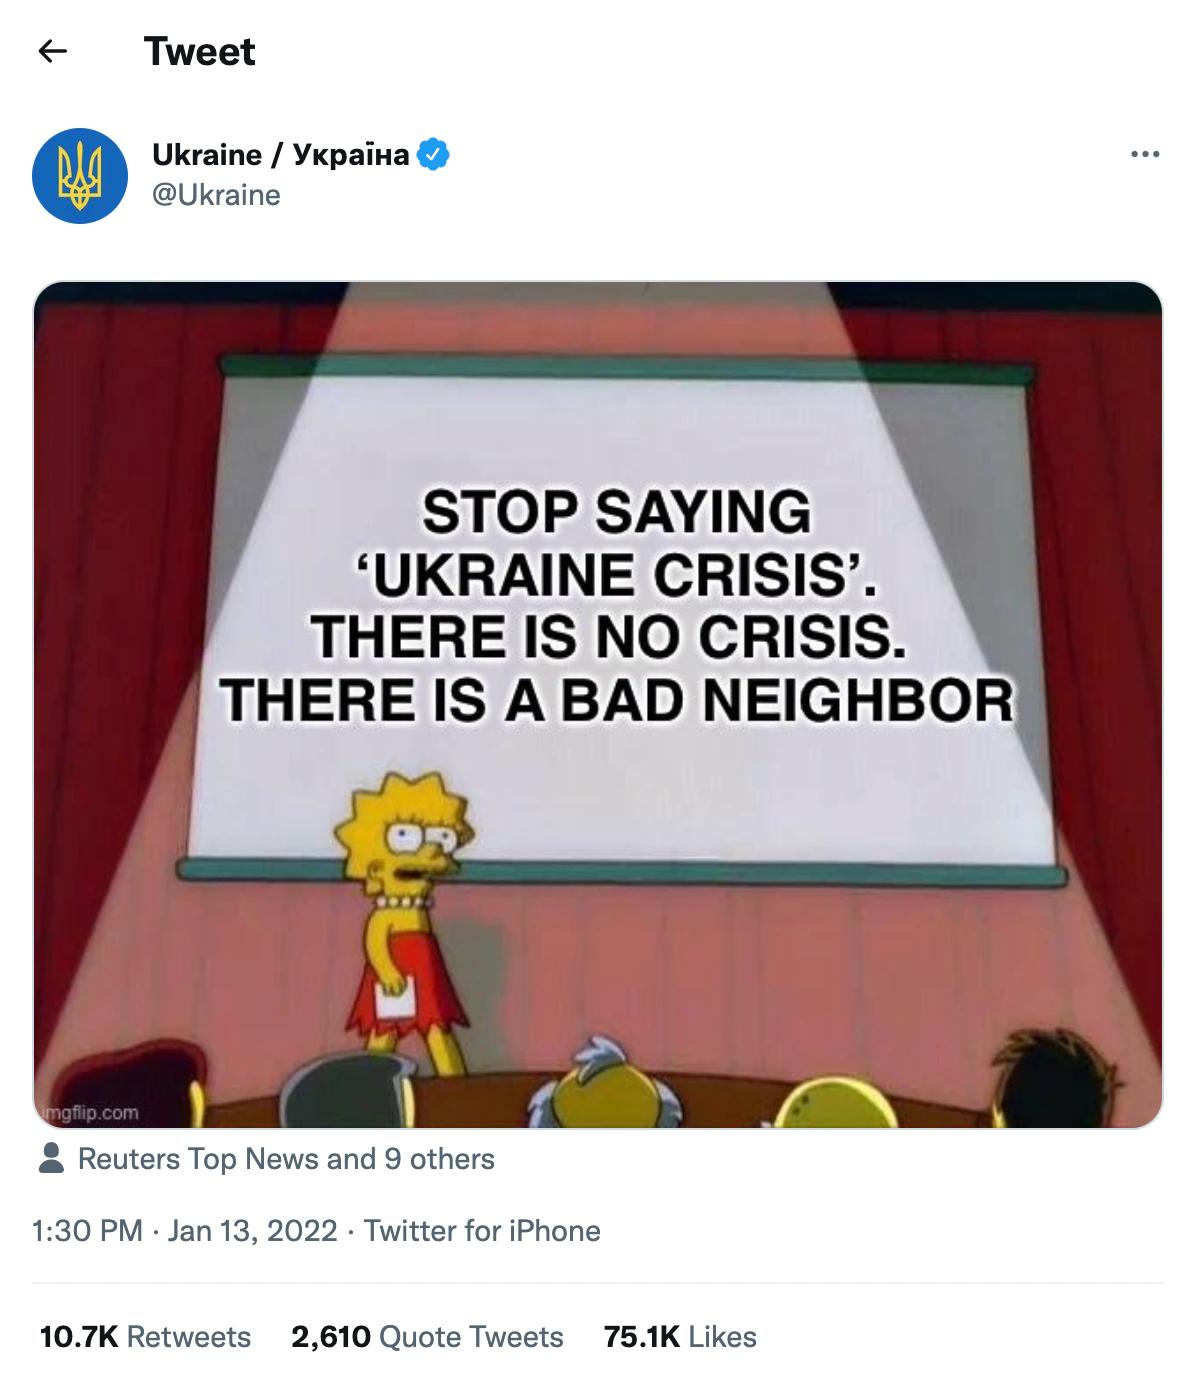 Tweet
Ukraine / Україна
@Ukraine
STOP SAYING
‘UKRAINE CRISIS’.
THERE IS NO CRISIS.
THERE IS A BAD NEIGHBOR
imgflip.com
Reuters Top News and 9 others
1:30 PM · Jan 13, 2022 · Twitter for iPhone
10.7K Retweets 2,610 Quote Tweets 75.1K Likes